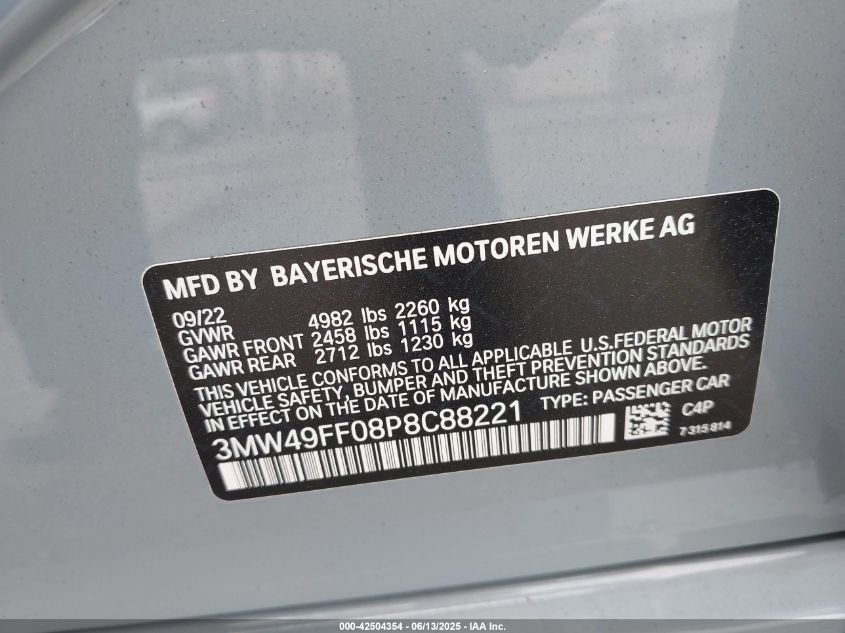 MFD BY BAYERISCHE MOTOREN WERKE AG
09/22
GVWR 4982 lbs 2260 kg
GAWR FRONT 2458 lbs 1115 kg
GAWR REAR 2712 lbs 1230 kg
THIS VEHICLE CONFORMS TO ALL APPLICABLE U.S.FEDERAL MOTOR
VEHICLE SAFETY, BUMPER AND THEFT PREVENTION STANDARDS
IN EFFECT ON THE DATE OF MANUFACTURE SHOWN ABOVE.
3MW49FF08P8C88221 TYPE: PASSENGER CAR
C4P
7315814
000-42504354 - 06/13/2025 - IAA Inc.